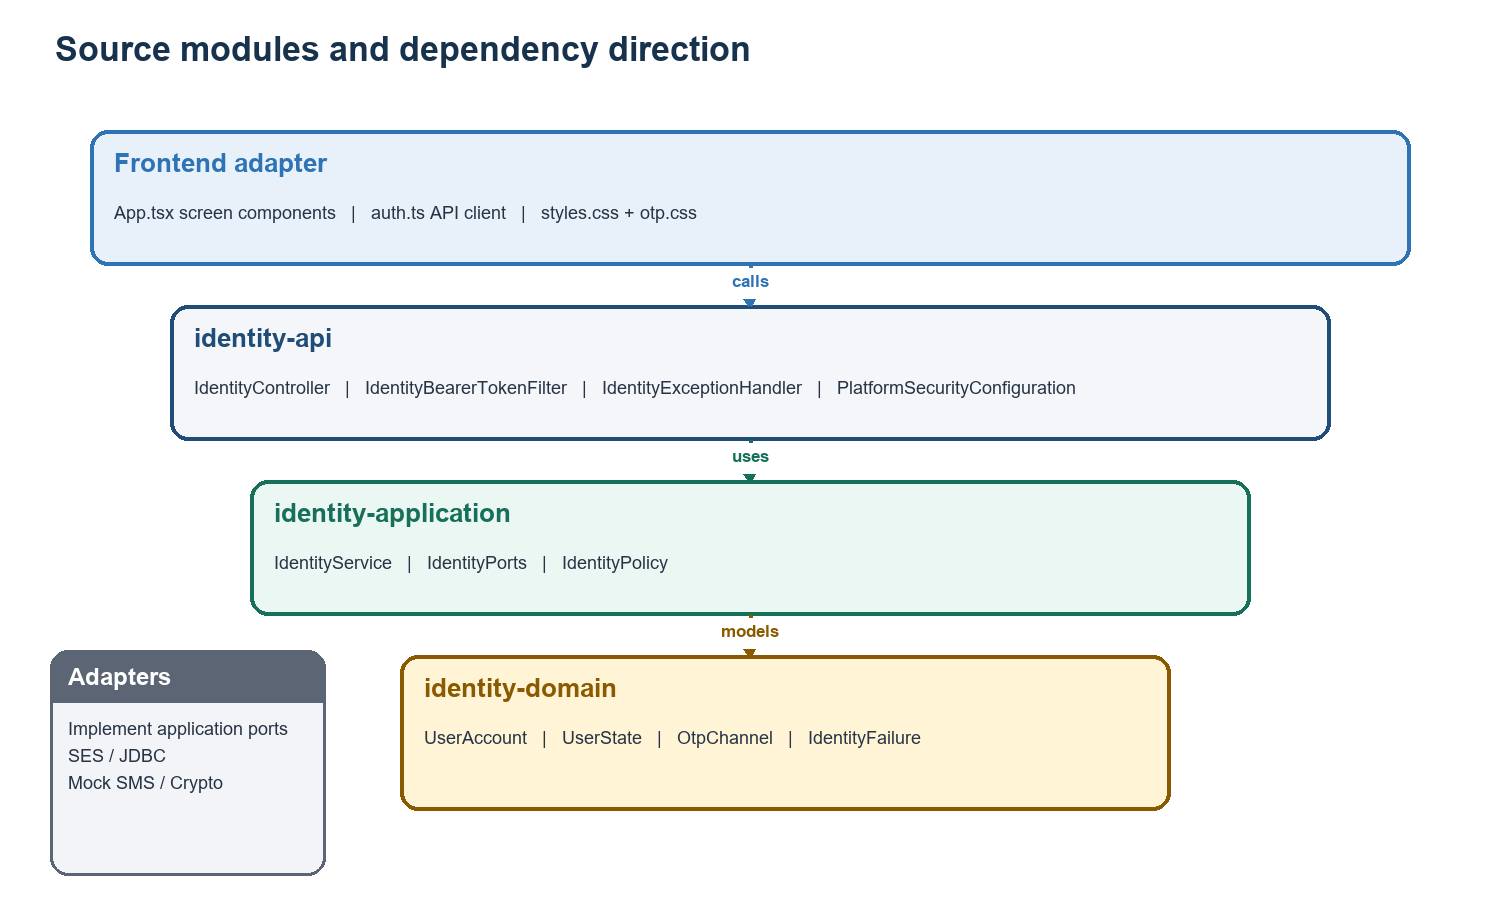 Source modules and dependency direction
Frontend adapter
App.tsx screen components | auth.ts API client | styles.css + otp.css
calls
identity-api
IdentityController | IdentityBearerTokenFilter | IdentityExceptionHandler | PlatformSecurityConfiguration
uses
identity-application
IdentityService | IdentityPorts | IdentityPolicy
models
Adapters
Implement application ports
SES / JDBC
Mock SMS / Crypto
identity-domain
UserAccount | UserState | OtpChannel | IdentityFailure